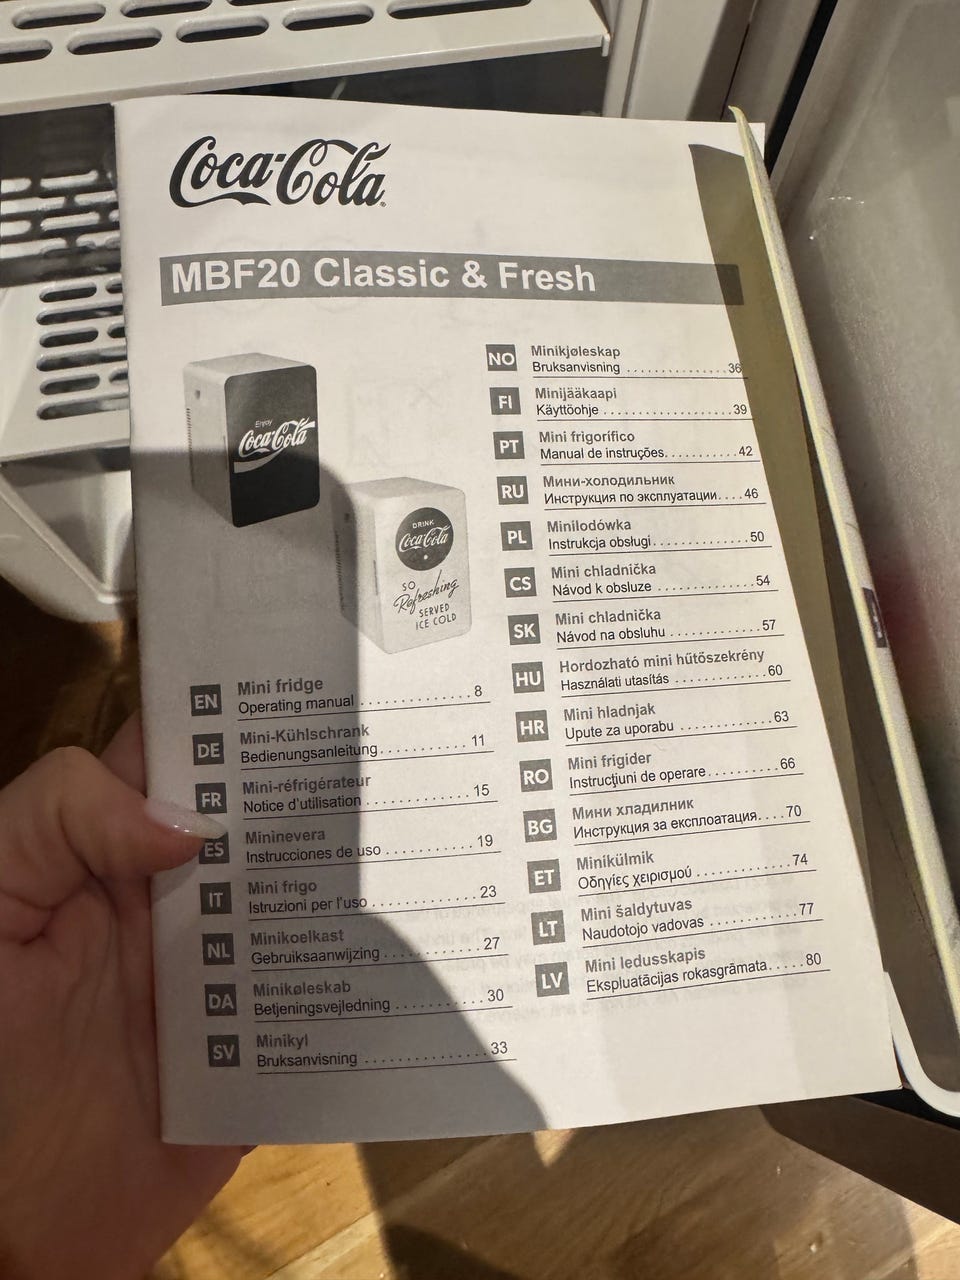 Coca-Cola
MBF20 Classic & Fresh
Enjoy
Coca-Cola
DRINK
Coca-Cola
SO
Refreshing
SERVED
ICE COLD
EN Mini fridge
Operating manual . . . . . . . . . . . 8
DE Mini-Kühlschrank
Bedienungsanleitung. . . . . . . . . 11
FR Mini-réfrigérateur
Notice d'utilisation . . . . . . . . . . . 15
ES Mininevera
Instrucciones de uso . . . . . . . . . 19
IT Mini frigo
Istruzioni per l'uso. . . . . . . . . . . 23
NL Minikoelkast
Gebruiksaanwijzing . . . . . . . . . . 27
DA Minikøleskab
Betjeningsvejledning . . . . . . . . . 30
SV Minikyl
Bruksanvisning . . . . . . . . . . . . . 33
NO Minikjøleskap
Bruksanvisning . . . . . . . . . . . . . 36
FI Minijääkaapi
Käyttöohje . . . . . . . . . . . . . . . . . 39
PT Mini frigorífico
Manual de instruções. . . . . . . . . 42
RU Мини-холодильник
Инструкция по эксплуатации. . . . 46
PL Minilodówka
Instrukcja obsługi. . . . . . . . . . . . 50
CS Mini chladnička
Návod k obsluze . . . . . . . . . . . . 54
SK Mini chladnička
Návod na obsluhu . . . . . . . . . . . 57
HU Hordozható mini hűtőszekrény
Használati utasítás . . . . . . . . . . 60
HR Mini hladnjak
Upute za uporabu . . . . . . . . . . . 63
RO Mini frigider
Instrucţiuni de operare. . . . . . . . 66
BG Мини хладилник
Инструкция за експлоатация. . . . 70
ET Minikülmik
Οδηγίες χειρισμού . . . . . . . . . . . 74
LT Mini šaldytuvas
Naudotojo vadovas . . . . . . . . . . 77
LV Mini ledusskapis
Ekspluatācijas rokasgrāmata. . . . . 80